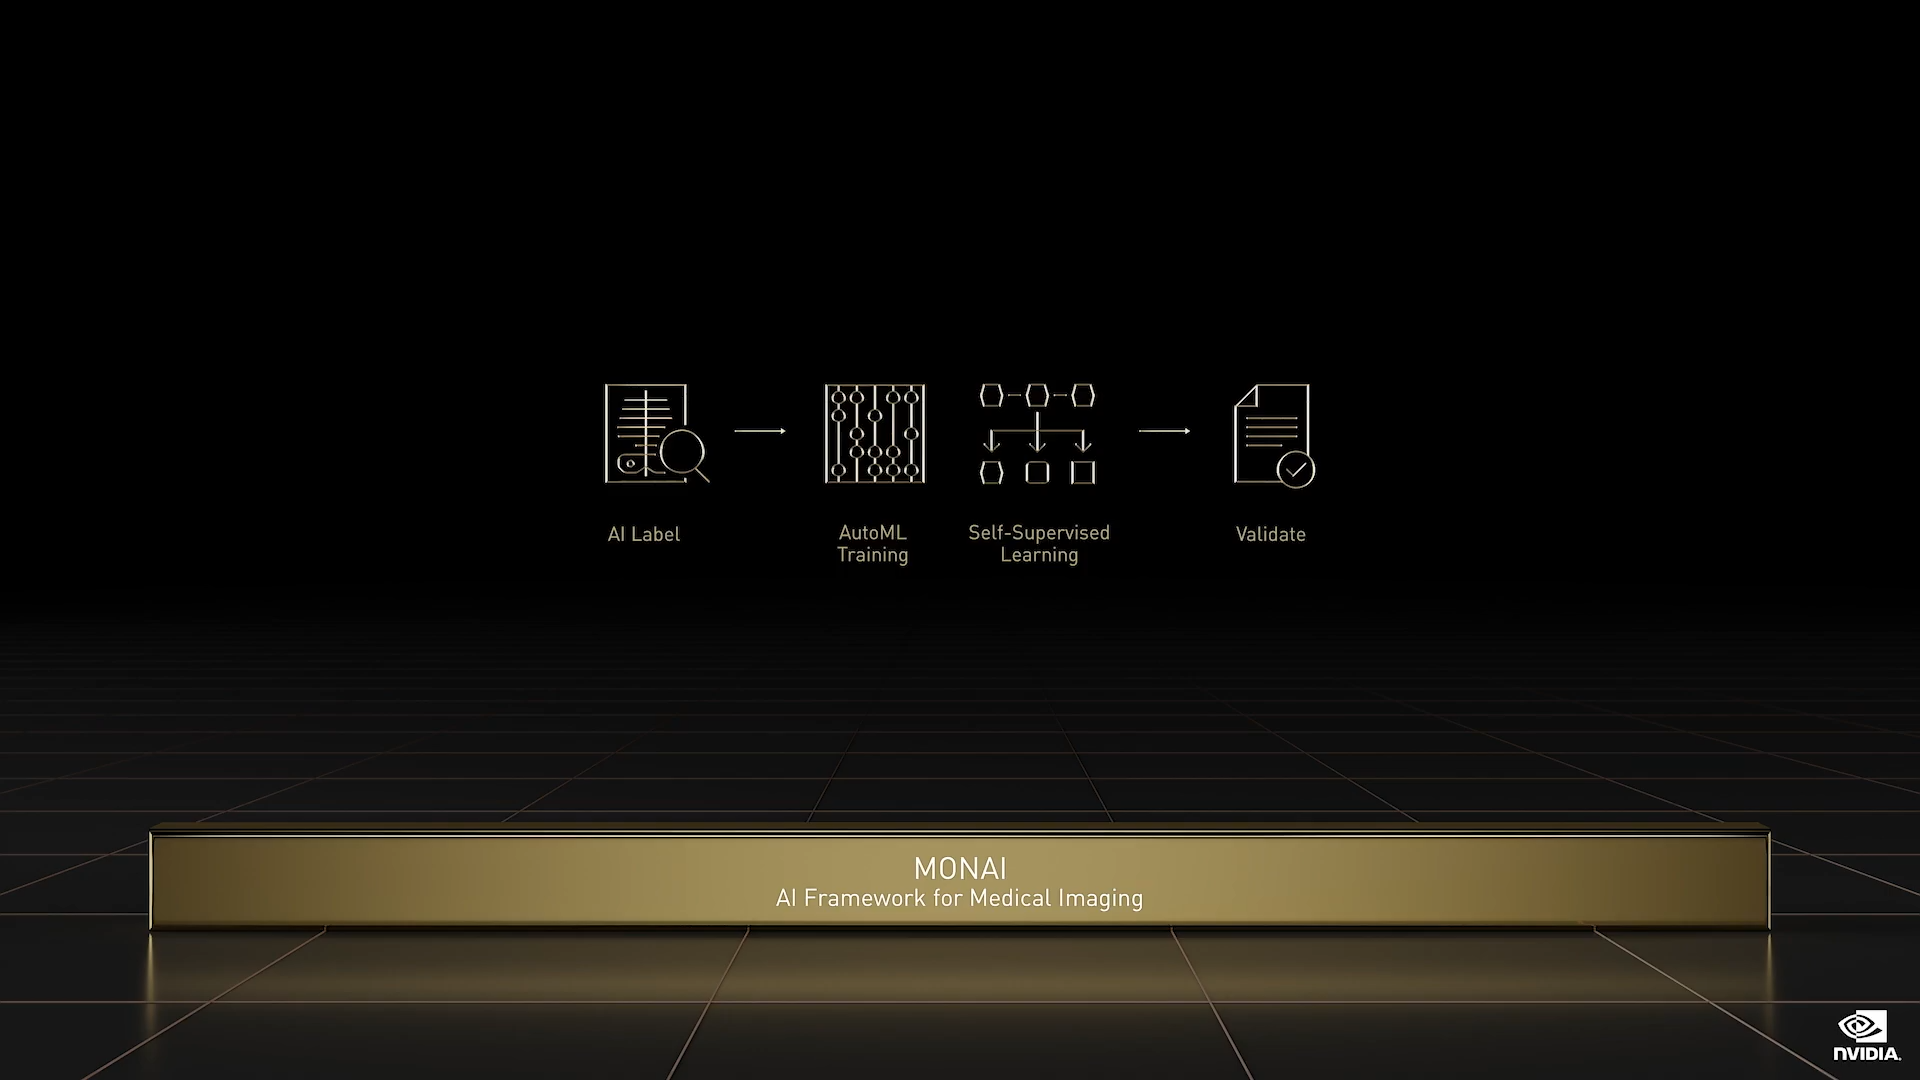 AI Label
AutoML
Training
Self-Supervised
Learning
Validate
MONAI
AI Framework for Medical Imaging
NVIDIA.